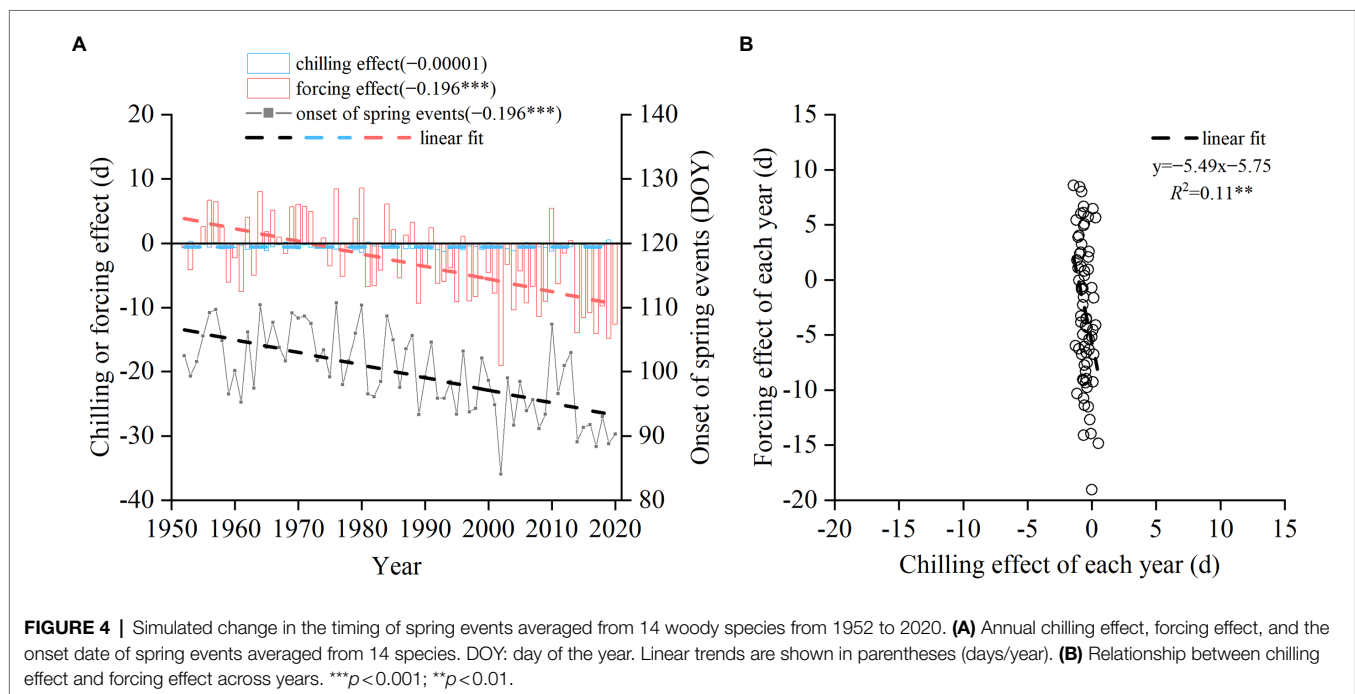 A
chilling effect(−0.00001)
forcing effect(−0.196***)
onset of spring events(−0.196***)
linear fit
20
10
0
-10
-20
-30
-40
Chilling or forcing effect (d)
140
130
120
110
100
90
80
Onset of spring events (DOY)
1950 1960 1970 1980 1990 2000 2010 2020
Year
B
linear fit
y=−5.49x−5.75
R²=0.11**
15
10
5
0
-5
-10
-15
-20
Forcing effect of each year (d)
-20 -15 -10 -5 0 5 10 15
Chilling effect of each year (d)
FIGURE 4 | Simulated change in the timing of spring events averaged from 14 woody species from 1952 to 2020. (A) Annual chilling effect, forcing effect, and the
onset date of spring events averaged from 14 species. DOY: day of the year. Linear trends are shown in parentheses (days/year). (B) Relationship between chilling
effect and forcing effect across years. ***p<0.001; **p<0.01.